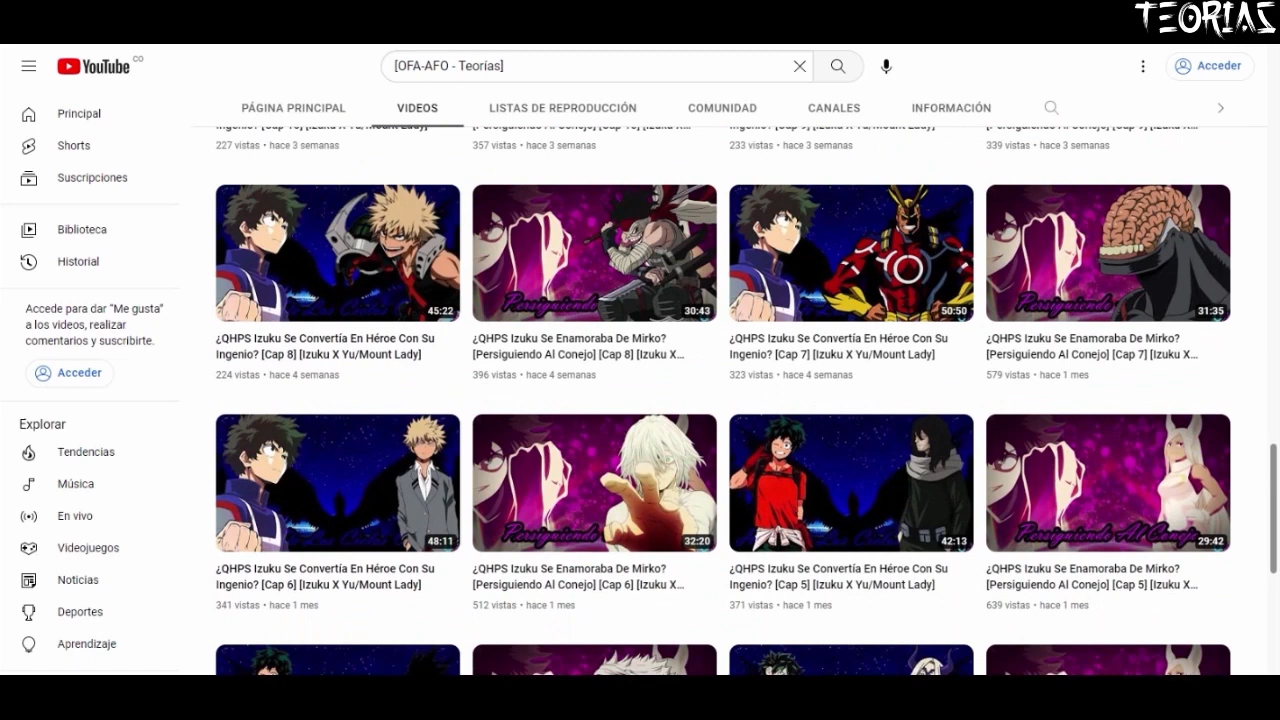 TEORIAS
YouTube CO
[OFA-AFO - Teorías]
Acceder
PÁGINA PRINCIPAL
VIDEOS
LISTAS DE REPRODUCCIÓN
COMUNIDAD
CANALES
INFORMACIÓN
Principal
Shorts
Suscripciones
Biblioteca
Historial
Accede para dar "Me gusta"
a los videos, realizar
comentarios y suscribirte.
Acceder
Explorar
Tendencias
Música
En vivo
Videojuegos
Noticias
Deportes
Aprendizaje
227 vistas • hace 3 semanas
357 vistas • hace 3 semanas
233 vistas • hace 3 semanas
339 vistas • hace 3 semanas
45:22
Persiguiendo
30:43
50:50
Persiguiendo
31:35
¿QHPS Izuku Se Convertía En Héroe Con Su
Ingenio? [Cap 8] [Izuku X Yu/Mount Lady]
224 vistas • hace 4 semanas
¿QHPS Izuku Se Enamoraba De Mirko?
[Persiguiendo Al Conejo] [Cap 8] [Izuku X...
396 vistas • hace 4 semanas
¿QHPS Izuku Se Convertía En Héroe Con Su
Ingenio? [Cap 7] [Izuku X Yu/Mount Lady]
323 vistas • hace 4 semanas
¿QHPS Izuku Se Enamoraba De Mirko?
[Persiguiendo Al Conejo] [Cap 7] [Izuku X...
579 vistas • hace 1 mes
48:11
Persiguiendo
32:20
42:13
Persiguiendo Al Conejo
29:42
¿QHPS Izuku Se Convertía En Héroe Con Su
Ingenio? [Cap 6] [Izuku X Yu/Mount Lady]
341 vistas • hace 1 mes
¿QHPS Izuku Se Enamoraba De Mirko?
[Persiguiendo Al Conejo] [Cap 6] [Izuku X...
512 vistas • hace 1 mes
¿QHPS Izuku Se Convertía En Héroe Con Su
Ingenio? [Cap 5] [Izuku X Yu/Mount Lady]
371 vistas • hace 1 mes
¿QHPS Izuku Se Enamoraba De Mirko?
[Persiguiendo Al Conejo] [Cap 5] [Izuku X...
639 vistas • hace 1 mes